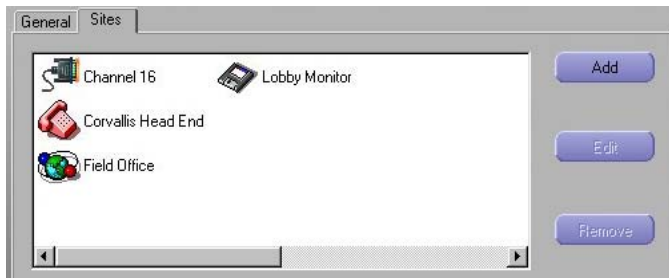 General Sites
Channel 16 Lobby Monitor Add
Corvallis Head End
Edit
Field Office
Remove